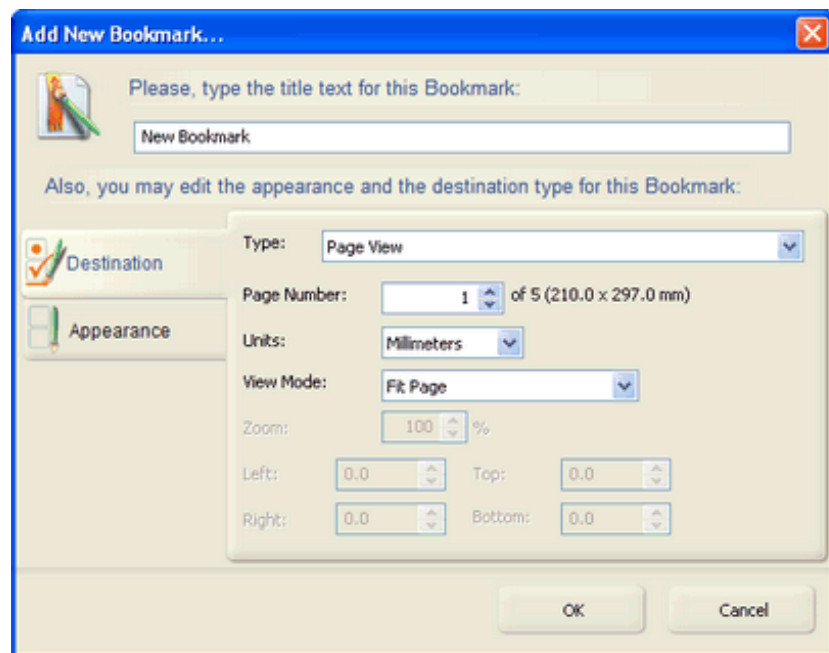 Add New Bookmark...
Please, type the title text for this Bookmark:
New Bookmark
Also, you may edit the appearance and the destination type for this Bookmark:
Destination
Appearance
Type: Page View
Page Number: 1 of 5 (210.0 x 297.0 mm)
Units: Millimeters
View Mode: Fit Page
Zoom: 100 %
Left: 0.0 Top: 0.0
Right: 0.0 Bottom: 0.0
OK Cancel